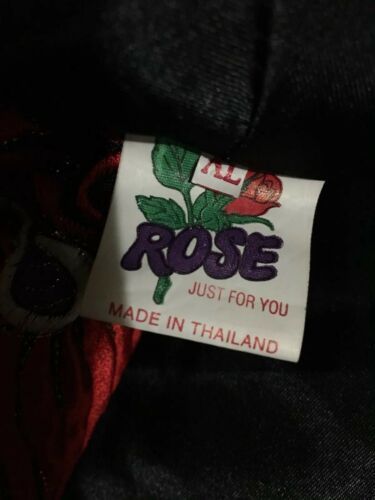 XL
ROSE
JUST FOR YOU
MADE IN THAILAND